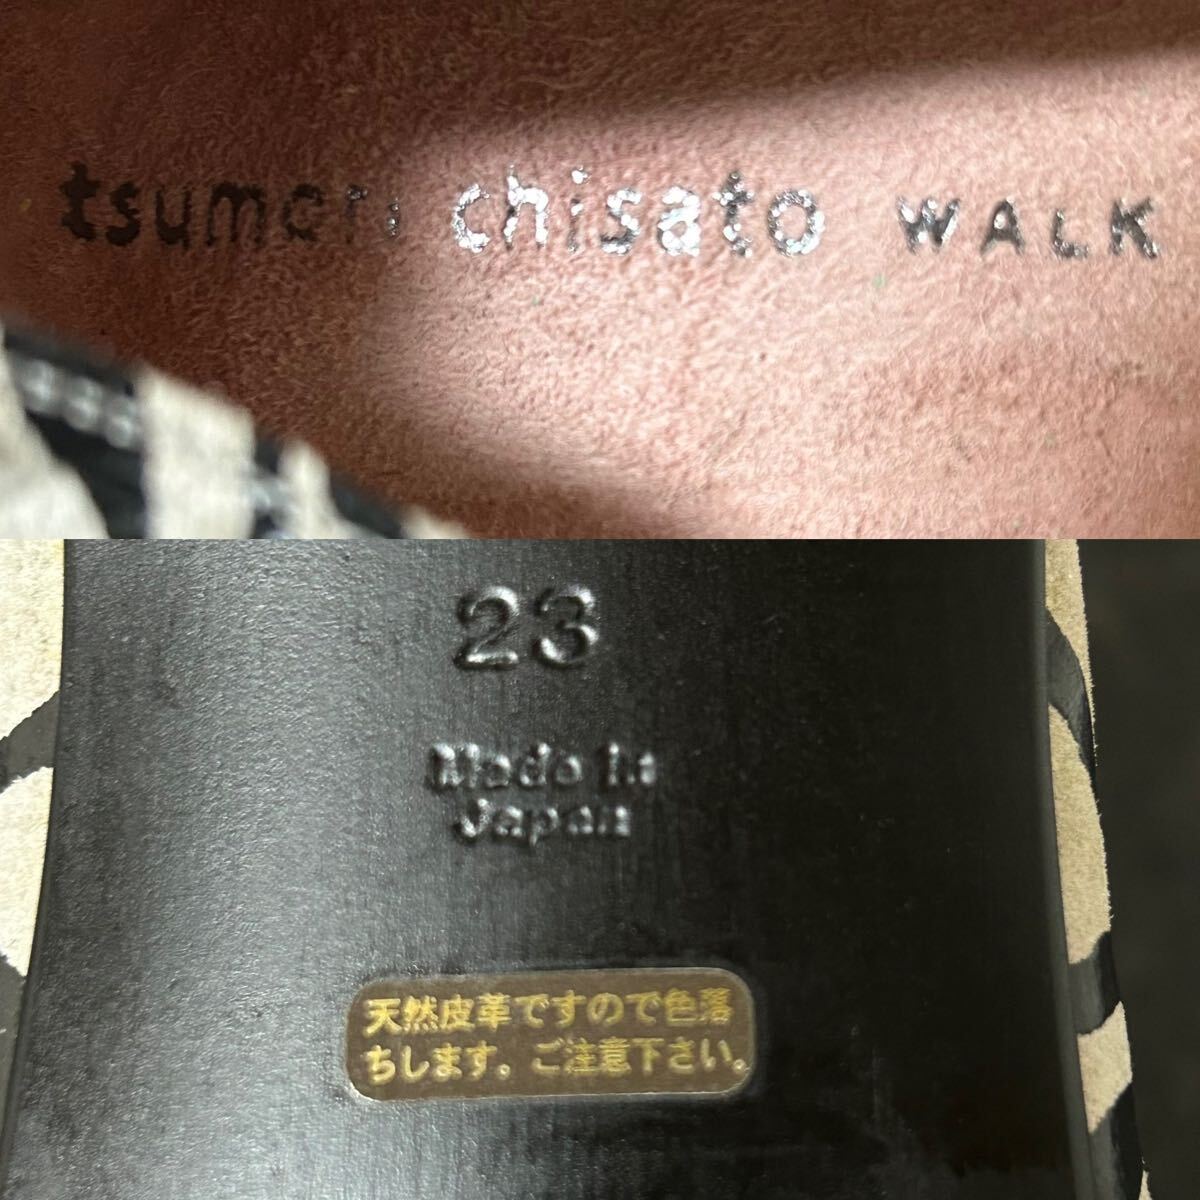 tsumori chisato WALK
23
Made in
Japan
天然皮革ですので色落
ちします。ご注意下さい。